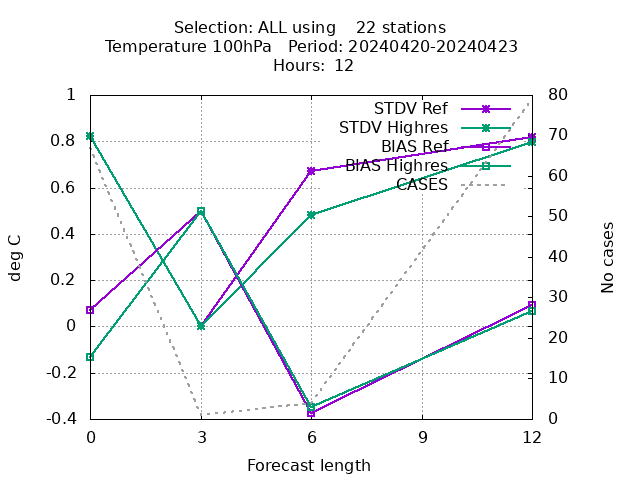 Selection: ALL using    22 stations
Temperature 100hPa   Period: 20240420-20240423
Hours: 12
1
0.8
0.6
0.4
0.2
0
-0.2
-0.4
deg C
80
70
60
50
40
30
20
10
0
No cases
STDV Ref
STDV Highres
BIAS Ref
BIAS Highres
CASES
0
3
6
9
12
Forecast length